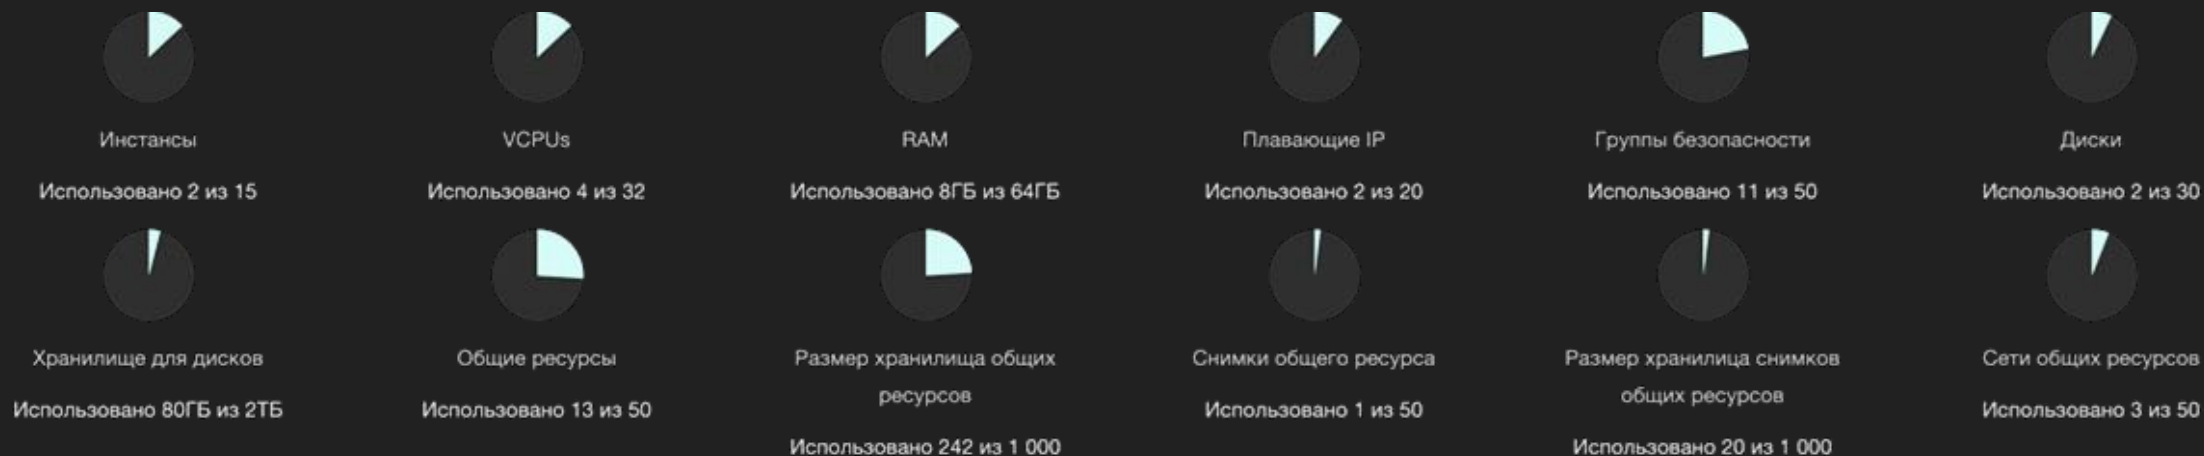 Инстансы
VCPUs
RAM
Плавающие IP
Группы безопасности
Диски
Использовано 2 из 15
Использовано 4 из 32
Использовано 8ГБ из 64ГБ
Использовано 2 из 20
Использовано 11 из 50
Использовано 2 из 30
Хранилище для дисков
Общие ресурсы
Размер хранилища общих
ресурсов
Снимки общего ресурса
Размер хранилица снимков
общих ресурсов
Сети общих ресурсов
Использовано 80ГБ из 2ТБ
Использовано 13 из 50
Использовано 242 из 1 000
Использовано 1 из 50
Использовано 20 из 1 000
Использовано 3 из 50